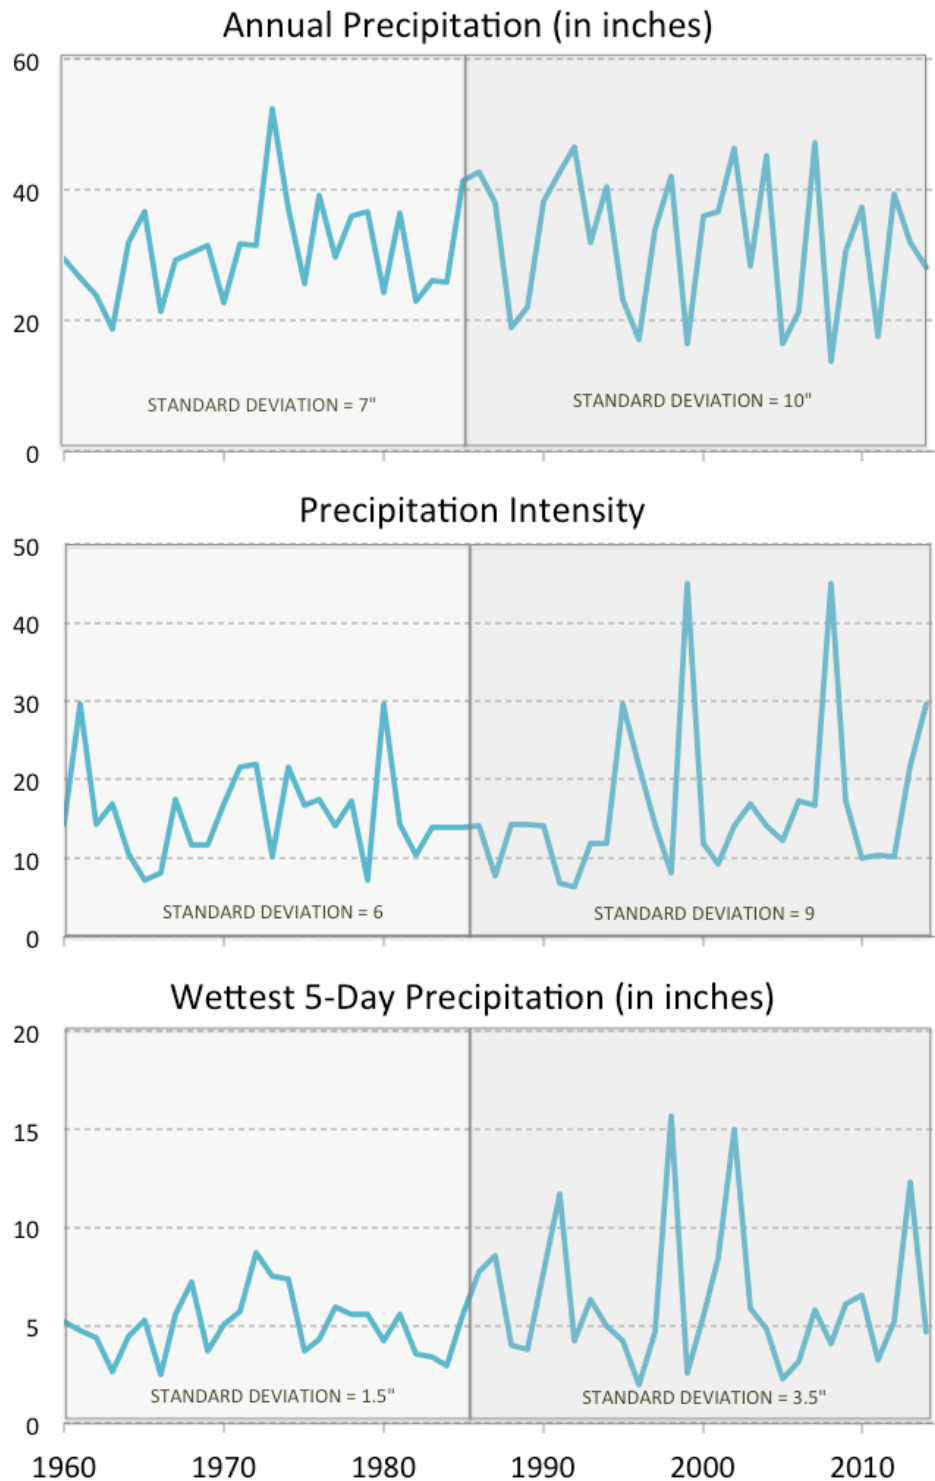 Annual Precipitation (in inches)
60
40
20
0
STANDARD DEVIATION = 7"
STANDARD DEVIATION = 10"
Precipitation Intensity
50
40
30
20
10
0
STANDARD DEVIATION = 6
STANDARD DEVIATION = 9
Wettest 5-Day Precipitation (in inches)
20
15
10
5
0
STANDARD DEVIATION = 1.5"
STANDARD DEVIATION = 3.5"
1960 1970 1980 1990 2000 2010